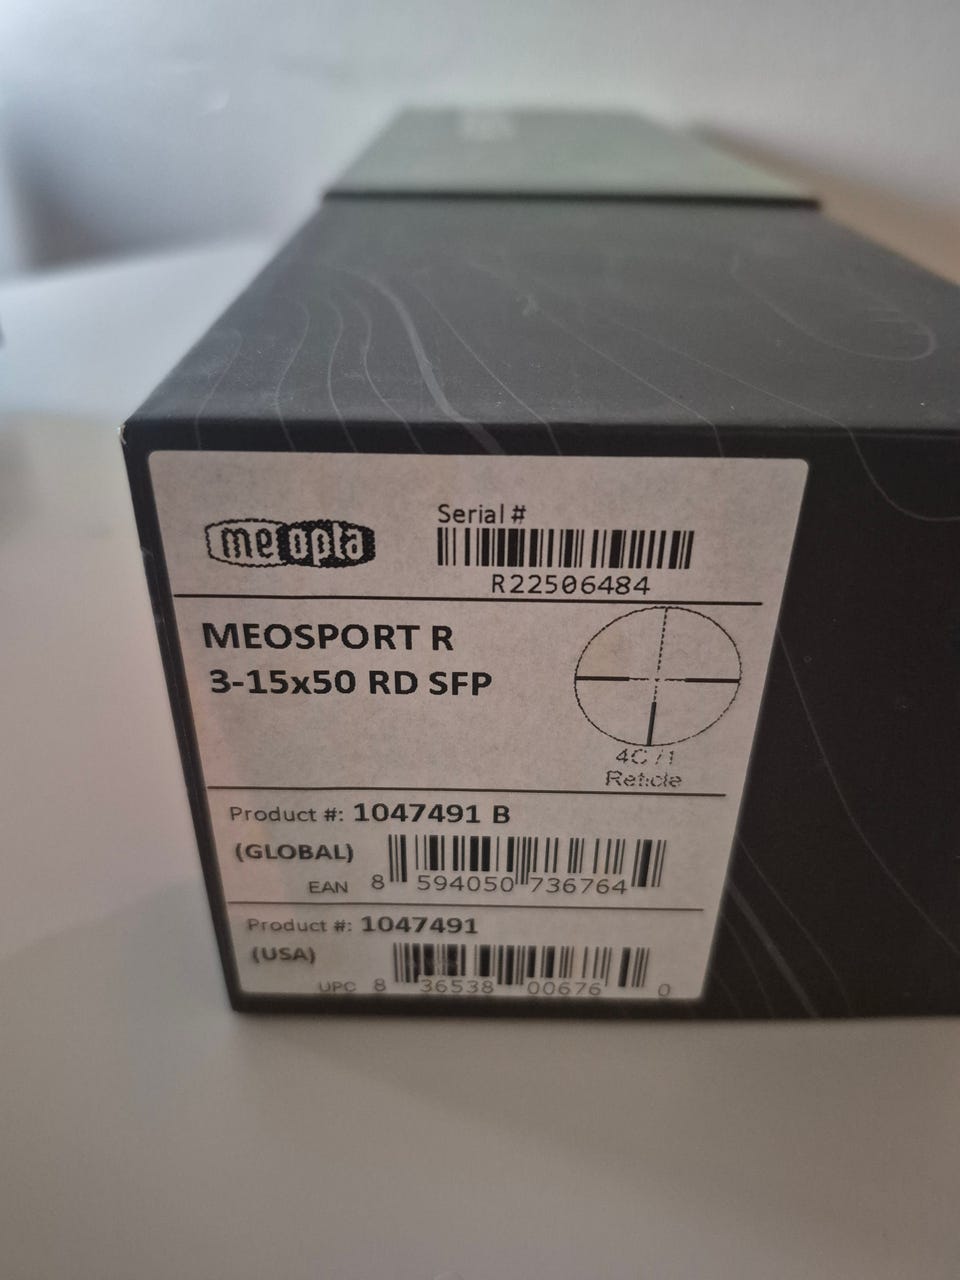 meopta
Serial #
R22506484
MEOSPORT R
3-15x50 RD SFP
4C /1
Reticle
Product #: 1047491 B
(GLOBAL)
EAN 8 594050 736764
Product #: 1047491
(USA)
UPC 8 36538 00676 0